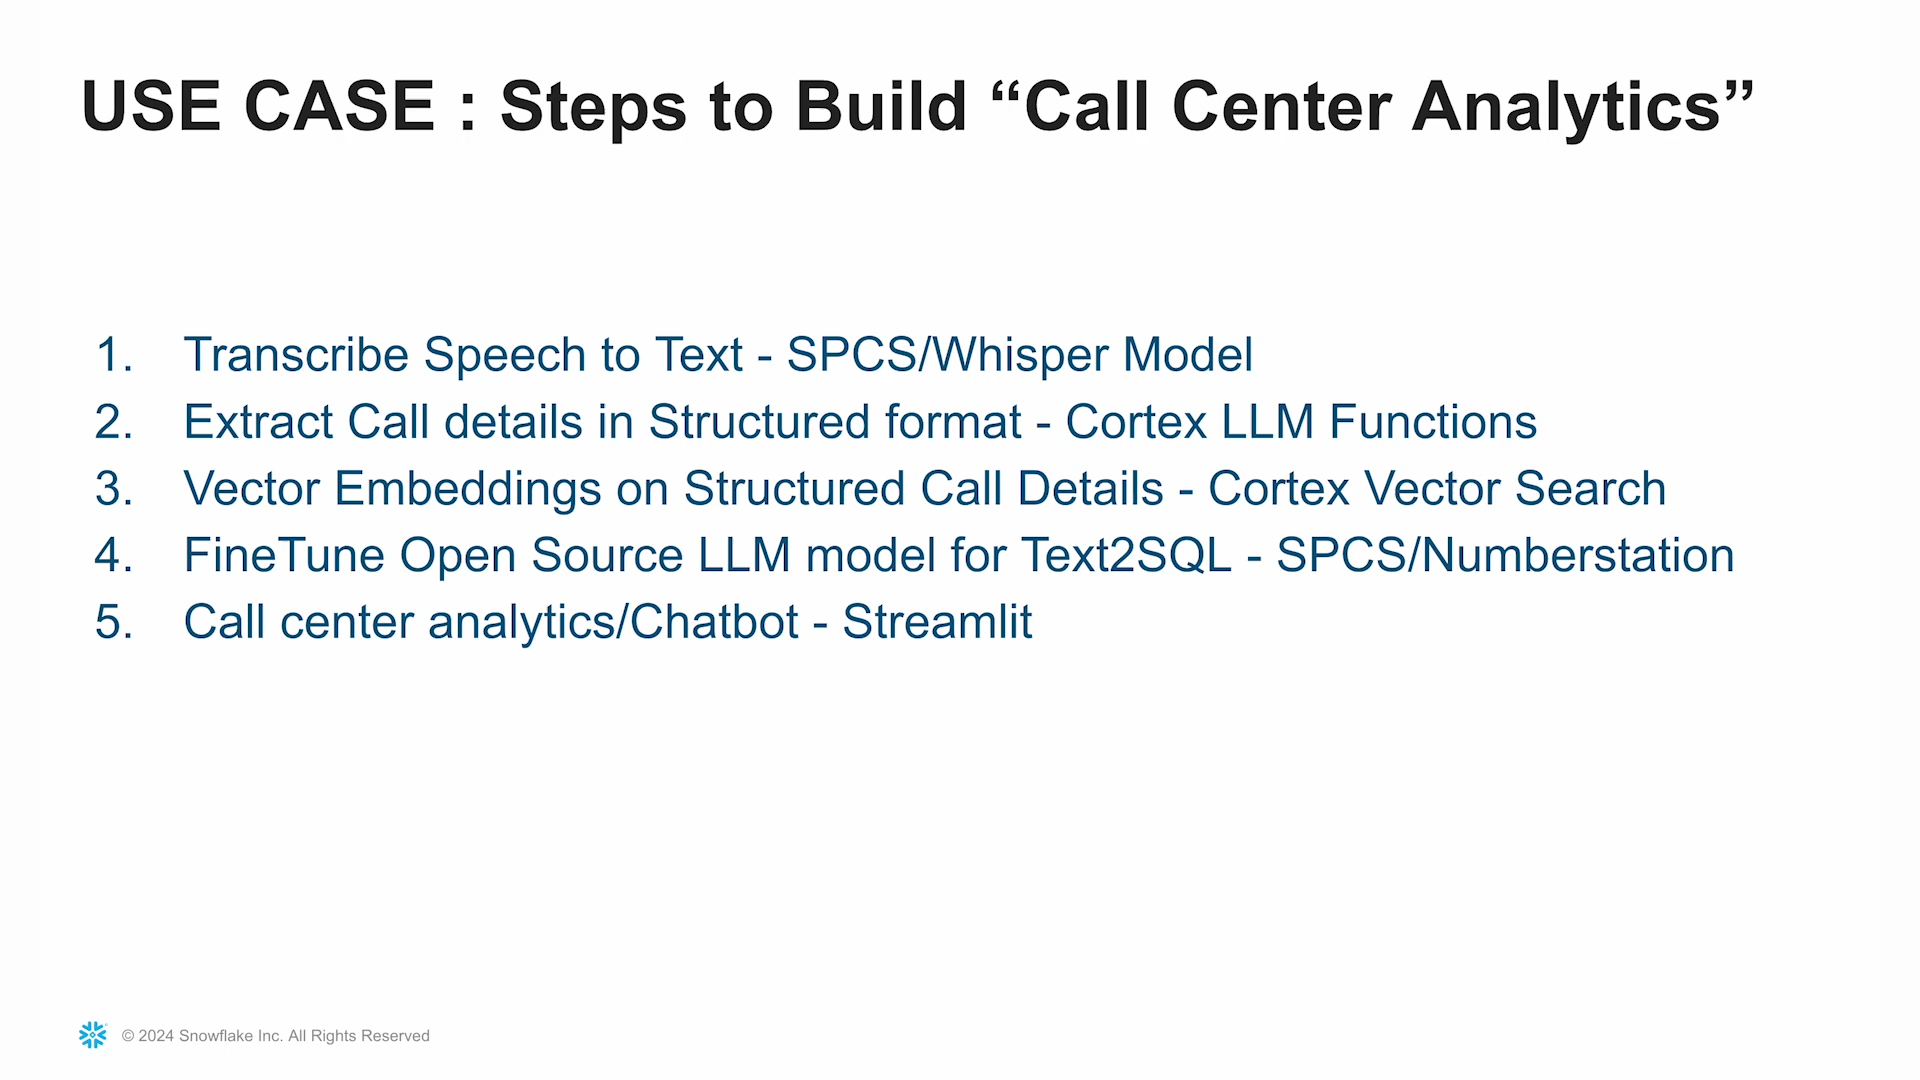 USE CASE : Steps to Build “Call Center Analytics”
1. Transcribe Speech to Text - SPCS/Whisper Model
2. Extract Call details in Structured format - Cortex LLM Functions
3. Vector Embeddings on Structured Call Details - Cortex Vector Search
4. FineTune Open Source LLM model for Text2SQL - SPCS/Numberstation
5. Call center analytics/Chatbot - Streamlit
© 2024 Snowflake Inc. All Rights Reserved